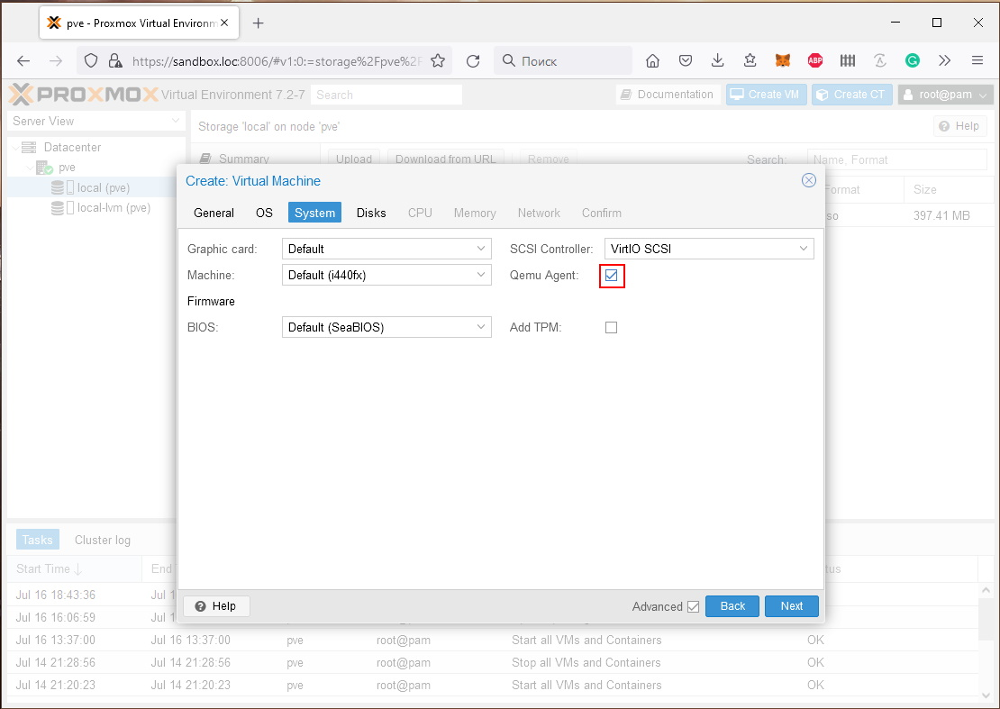 pve - Proxmox Virtual Environm
https://sandbox.loc:8006/#v1:0:=storage%2Fpve%2F
Поиск
ABP
PROXMOX Virtual Environment 7.2-7 Search Documentation Create VM Create CT root@pam
Server View
Storage 'local' on node 'pve' Help
Datacenter
pve
local (pve)
local-lvm (pve)
Summary Upload Download from URL Remove Search: Name, Format
Format Size
so 397.41 MB
Create: Virtual Machine
General OS System Disks CPU Memory Network Confirm
Graphic card: Default SCSI Controller: VirtIO SCSI
Machine: Default (i440fx) Qemu Agent:
Firmware
BIOS: Default (SeaBIOS) Add TPM:
Help Advanced Back Next
Tasks Cluster log
Start Time End tus
Jul 16 18:43:36 Jul 1
Jul 16 16:06:59 Jul 1
Jul 16 13:37:00 Jul 16 13:37:00 pve root@pam Start all VMs and Containers OK
Jul 14 21:28:56 Jul 14 21:28:56 pve root@pam Stop all VMs and Containers OK
Jul 14 21:20:23 Jul 14 21:20:23 pve root@pam Start all VMs and Containers OK